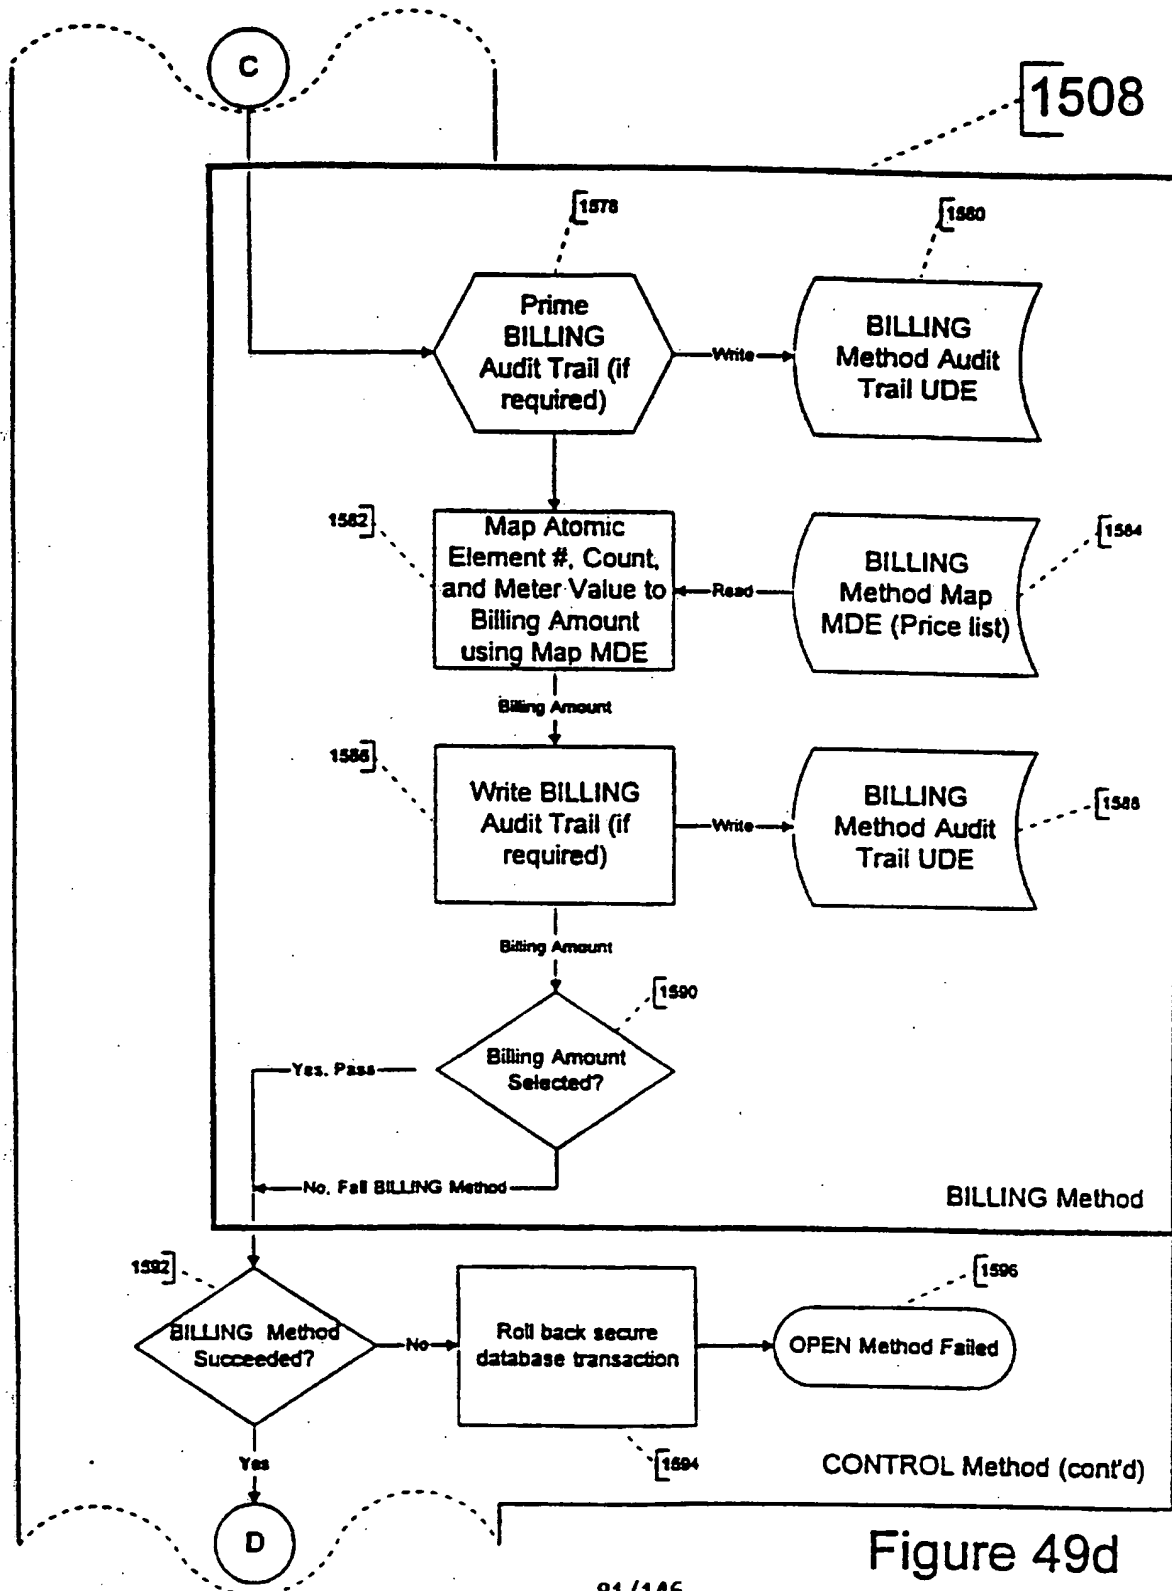 C
1508
1578
1580
Prime
BILLING
Audit Trail (if
required)
Write
BILLING
Method Audit
Trail UDE
1582
Map Atomic
Element #, Count,
and Meter Value to
Billing Amount
using Map MDE
Read
BILLING
Method Map
MDE (Price list)
1584
Billing Amount
1586
Write BILLING
Audit Trail (if
required)
Write
BILLING
Method Audit
Trail UDE
1588
Billing Amount
1590
Billing Amount
Selected?
Yes, Pass
No, Fail BILLING Method
BILLING Method
1592
BILLING Method
Succeeded?
No
Roll back secure
database transaction
1596
OPEN Method Failed
1594
Yes
CONTROL Method (cont'd)
D
Figure 49d
81/146